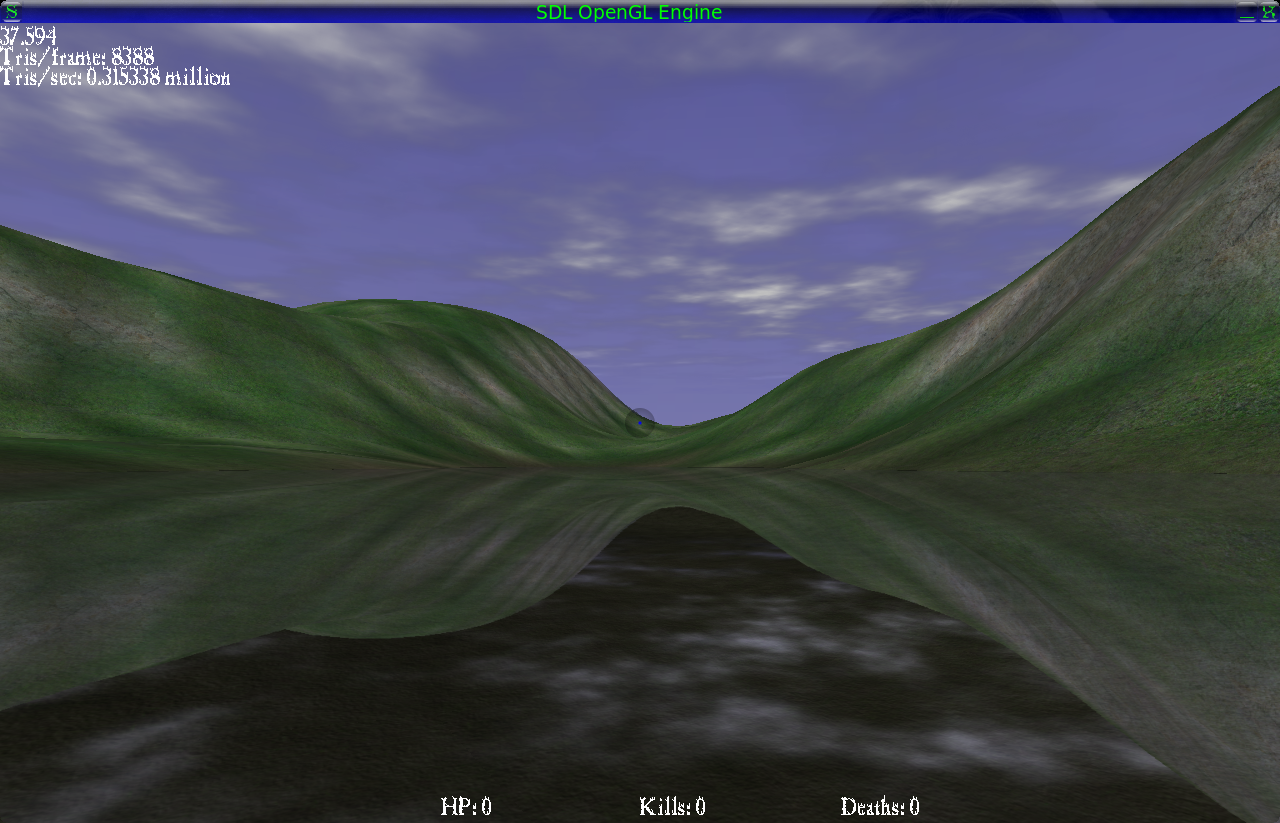 SDL OpenGL Engine
37.594
Tris/frame: 8388
Tris/sec: 0.315338 million
HP: 0 Kills: 0 Deaths: 0